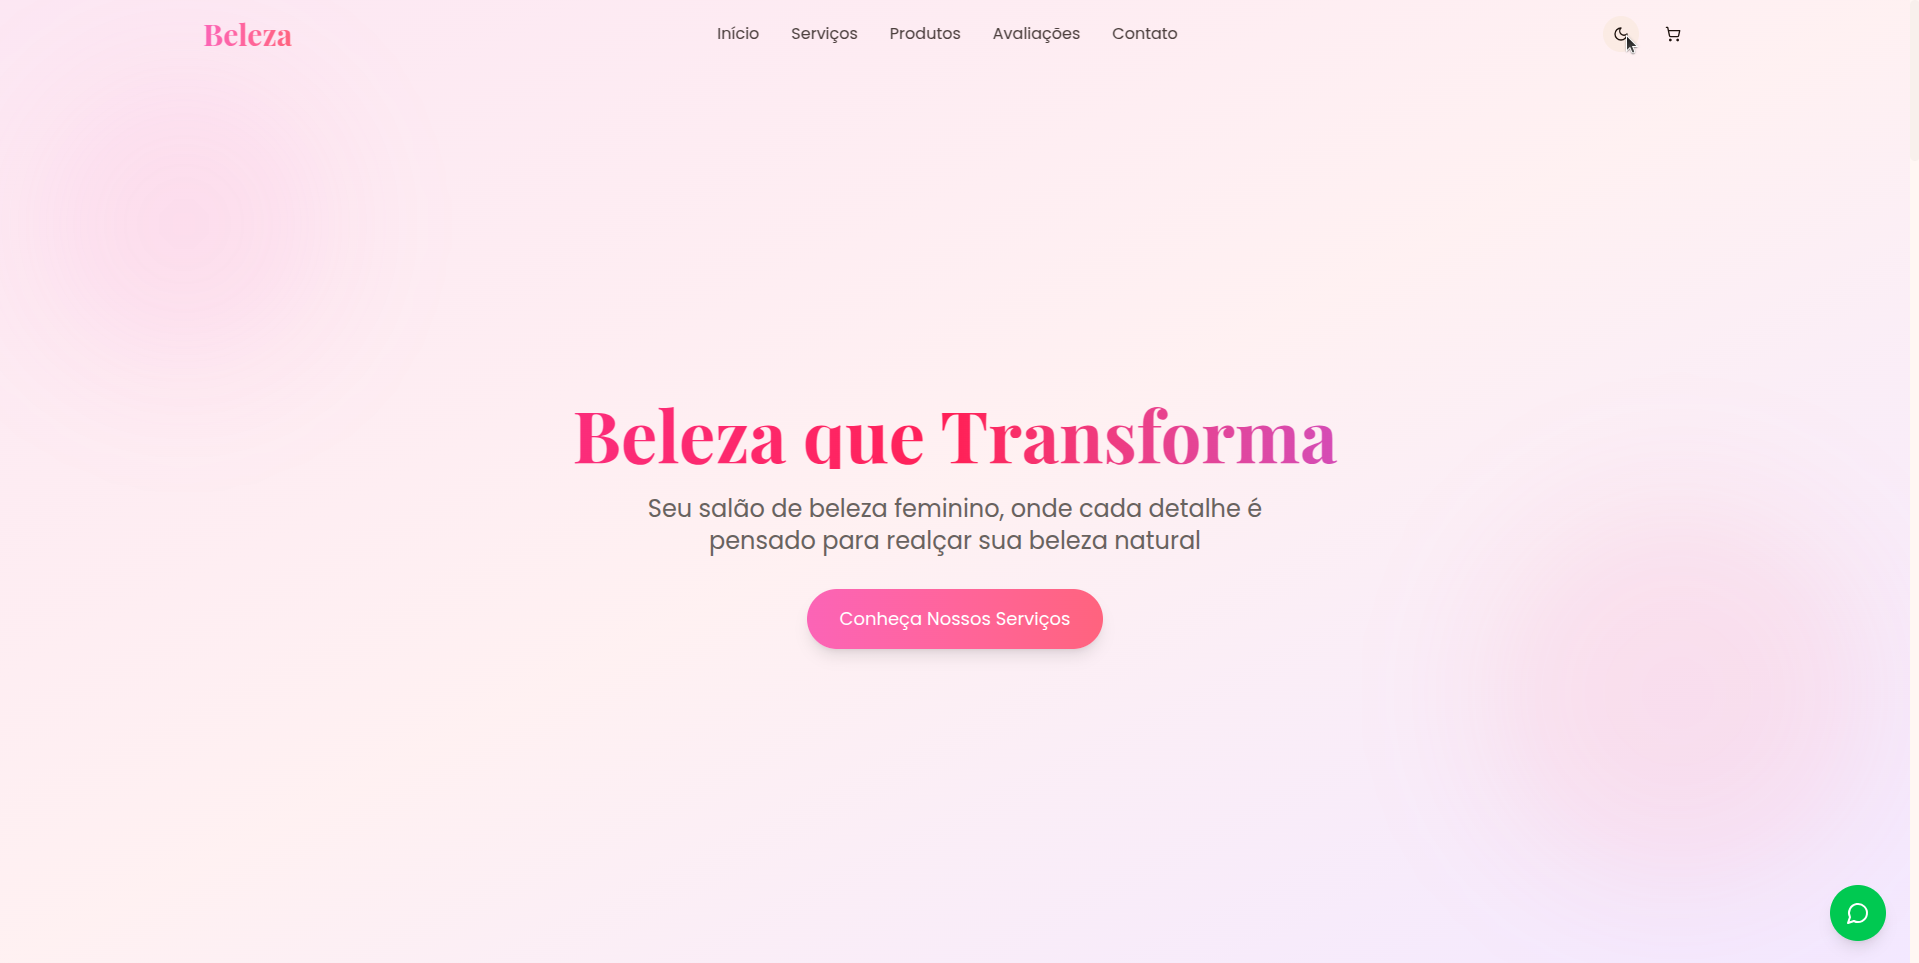 Beleza
Início Serviços Produtos Avaliações Contato
Beleza que Transforma
Seu salão de beleza feminino, onde cada detalhe é
pensado para realçar sua beleza natural
Conheça Nossos Serviços